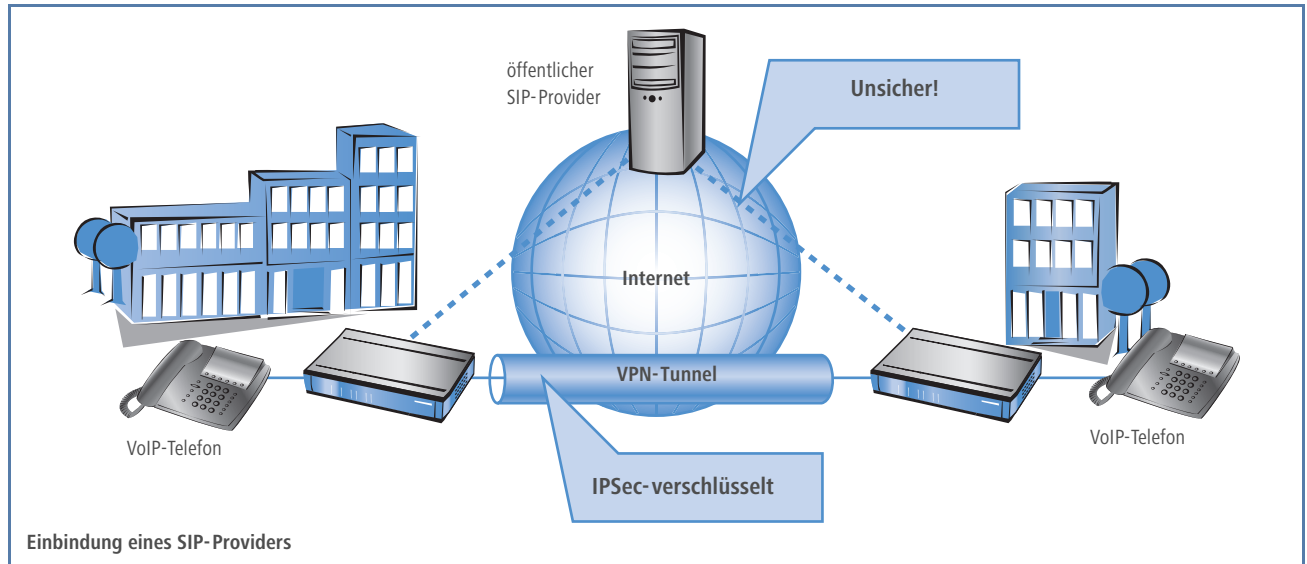 öffentlicher
SIP-Provider
Unsicher!
Internet
VPN-Tunnel
VoIP-Telefon
VoIP-Telefon
IPSec-verschlüsselt
Einbindung eines SIP-Providers